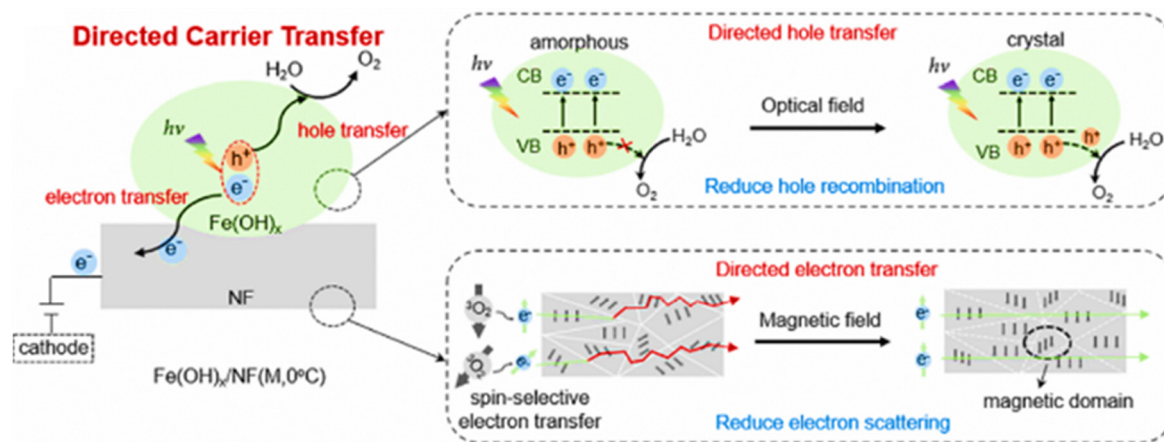 Directed Carrier Transfer
H₂O
O₂
hν
hole transfer
h⁺
e⁻
electron transfer
Fe(OH)ₓ
e⁻
e⁻
NF
cathode
Fe(OH)ₓ/NF(M,0°C)
amorphous
Directed hole transfer
crystal
hν
CB
e⁻
e⁻
Optical field
hν
CB
e⁻
e⁻
VB
h⁺
h⁺
H₂O
O₂
VB
h⁺
h⁺
h⁺
H₂O
O₂
Reduce hole recombination
Directed electron transfer
³O₂
e⁻
e⁻
Magnetic field
e⁻
e⁻
spin-selective
electron transfer
magnetic domain
Reduce electron scattering